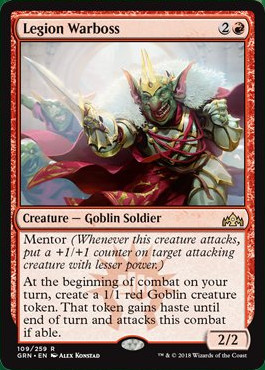 Legion Warboss 2
Creature — Goblin Soldier
Mentor (Whenever this creature attacks,
put a +1/+1 counter on target attacking
creature with lesser power.)
At the beginning of combat on your
turn, create a 1/1 red Goblin creature
token. That token gains haste until
end of turn and attacks this combat
if able.
2/2
109/259 R
GRN • EN Alex Konstad
™ & © 2018 Wizards of the Coast